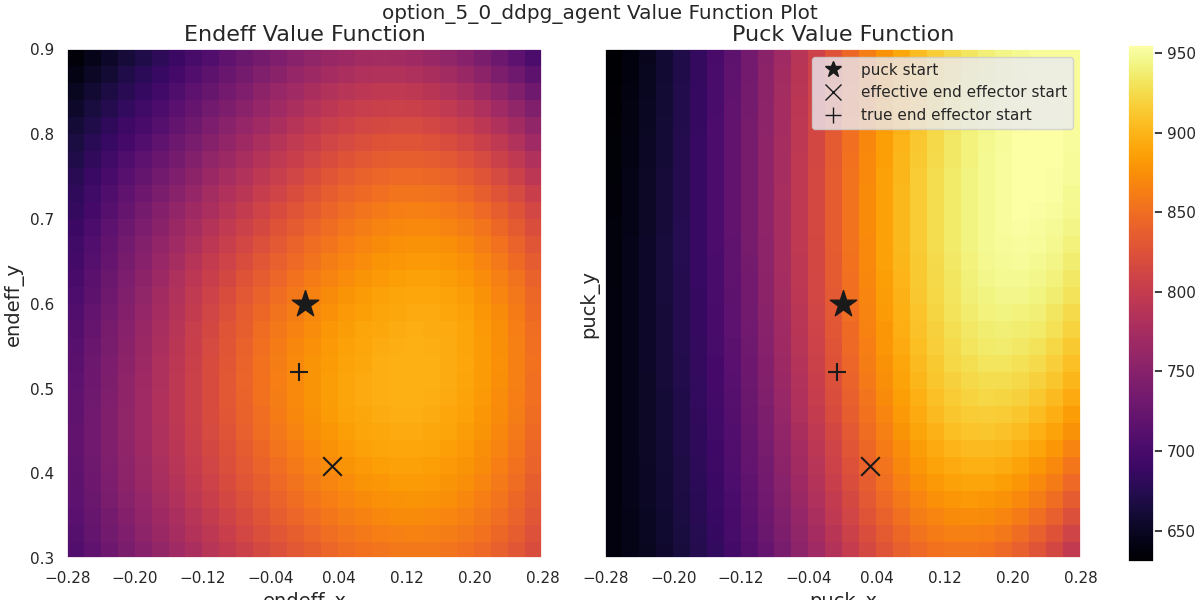 option_5_0_ddpg_agent Value Function Plot
Endeff Value Function
Puck Value Function
puck start
effective end effector start
true end effector start
0.9
0.8
0.7
0.6
0.5
0.4
0.3
endeff_y
−0.28 −0.20 −0.12 −0.04 0.04 0.12 0.20 0.28
endeff_x
puck_y
−0.28 −0.20 −0.12 −0.04 0.04 0.12 0.20 0.28
puck_x
950
900
850
800
750
700
650